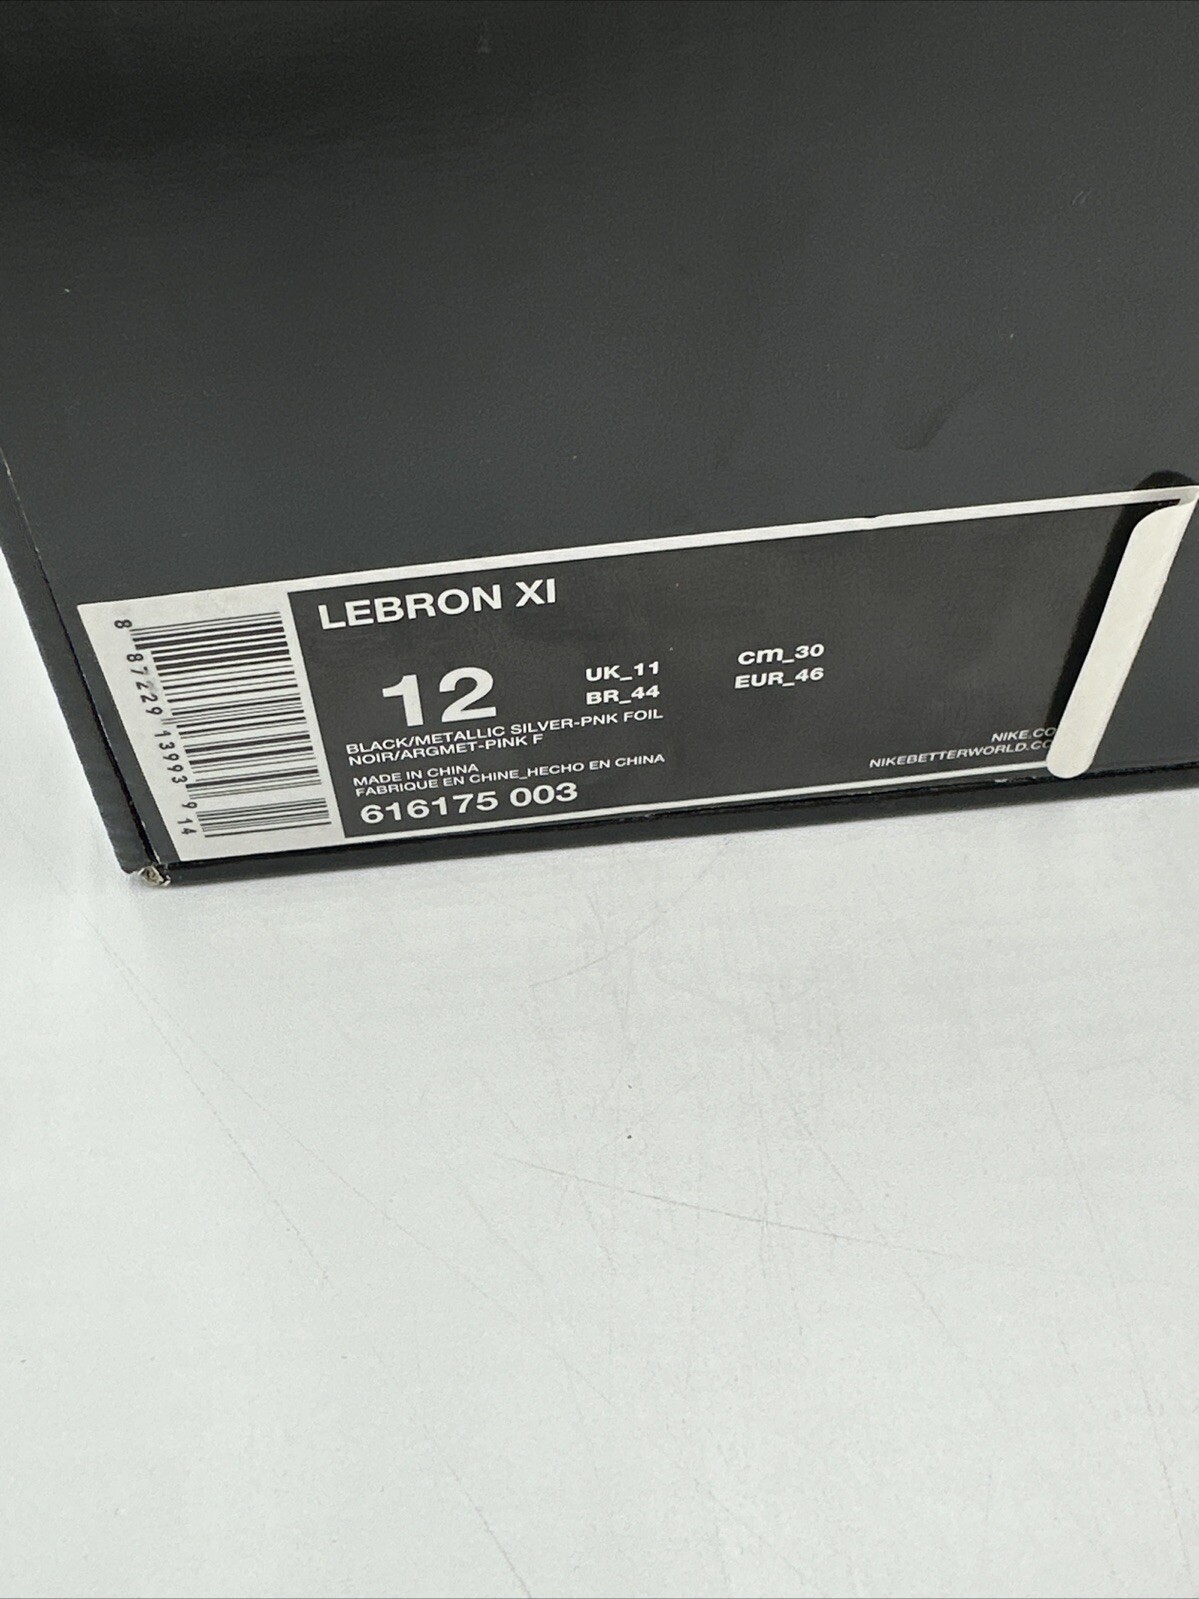 LEBRON XI
12
UK_11
BR_44
cm_30
EUR_46
BLACK/METALLIC SILVER-PNK FOIL
NOIR/ARGMET-PINK F
MADE IN CHINA
FABRIQUE EN CHINE_HECHO EN CHINA
616175 003
NIKE.CO
NIKEBETTERWORLD.CO
8 87229 13993 9 14